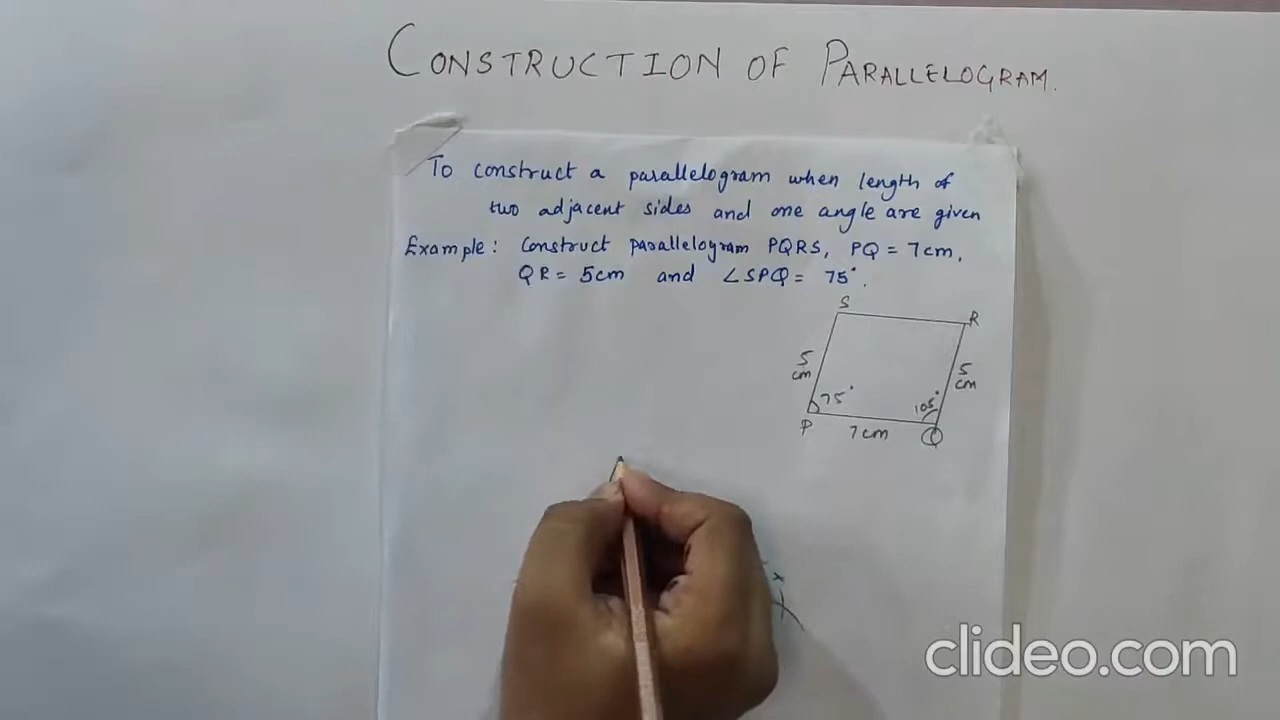 CONSTRUCTION OF PARALLELOGRAM.
To construct a parallelogram when length of
two adjacent sides and one angle are given
Example: Construct parallelogram PQRS, PQ = 7cm,
QR = 5cm and ∠SPQ = 75°.
S
R
5
cm
5
cm
75°
105°
P
7cm
Q
x
clideo.com